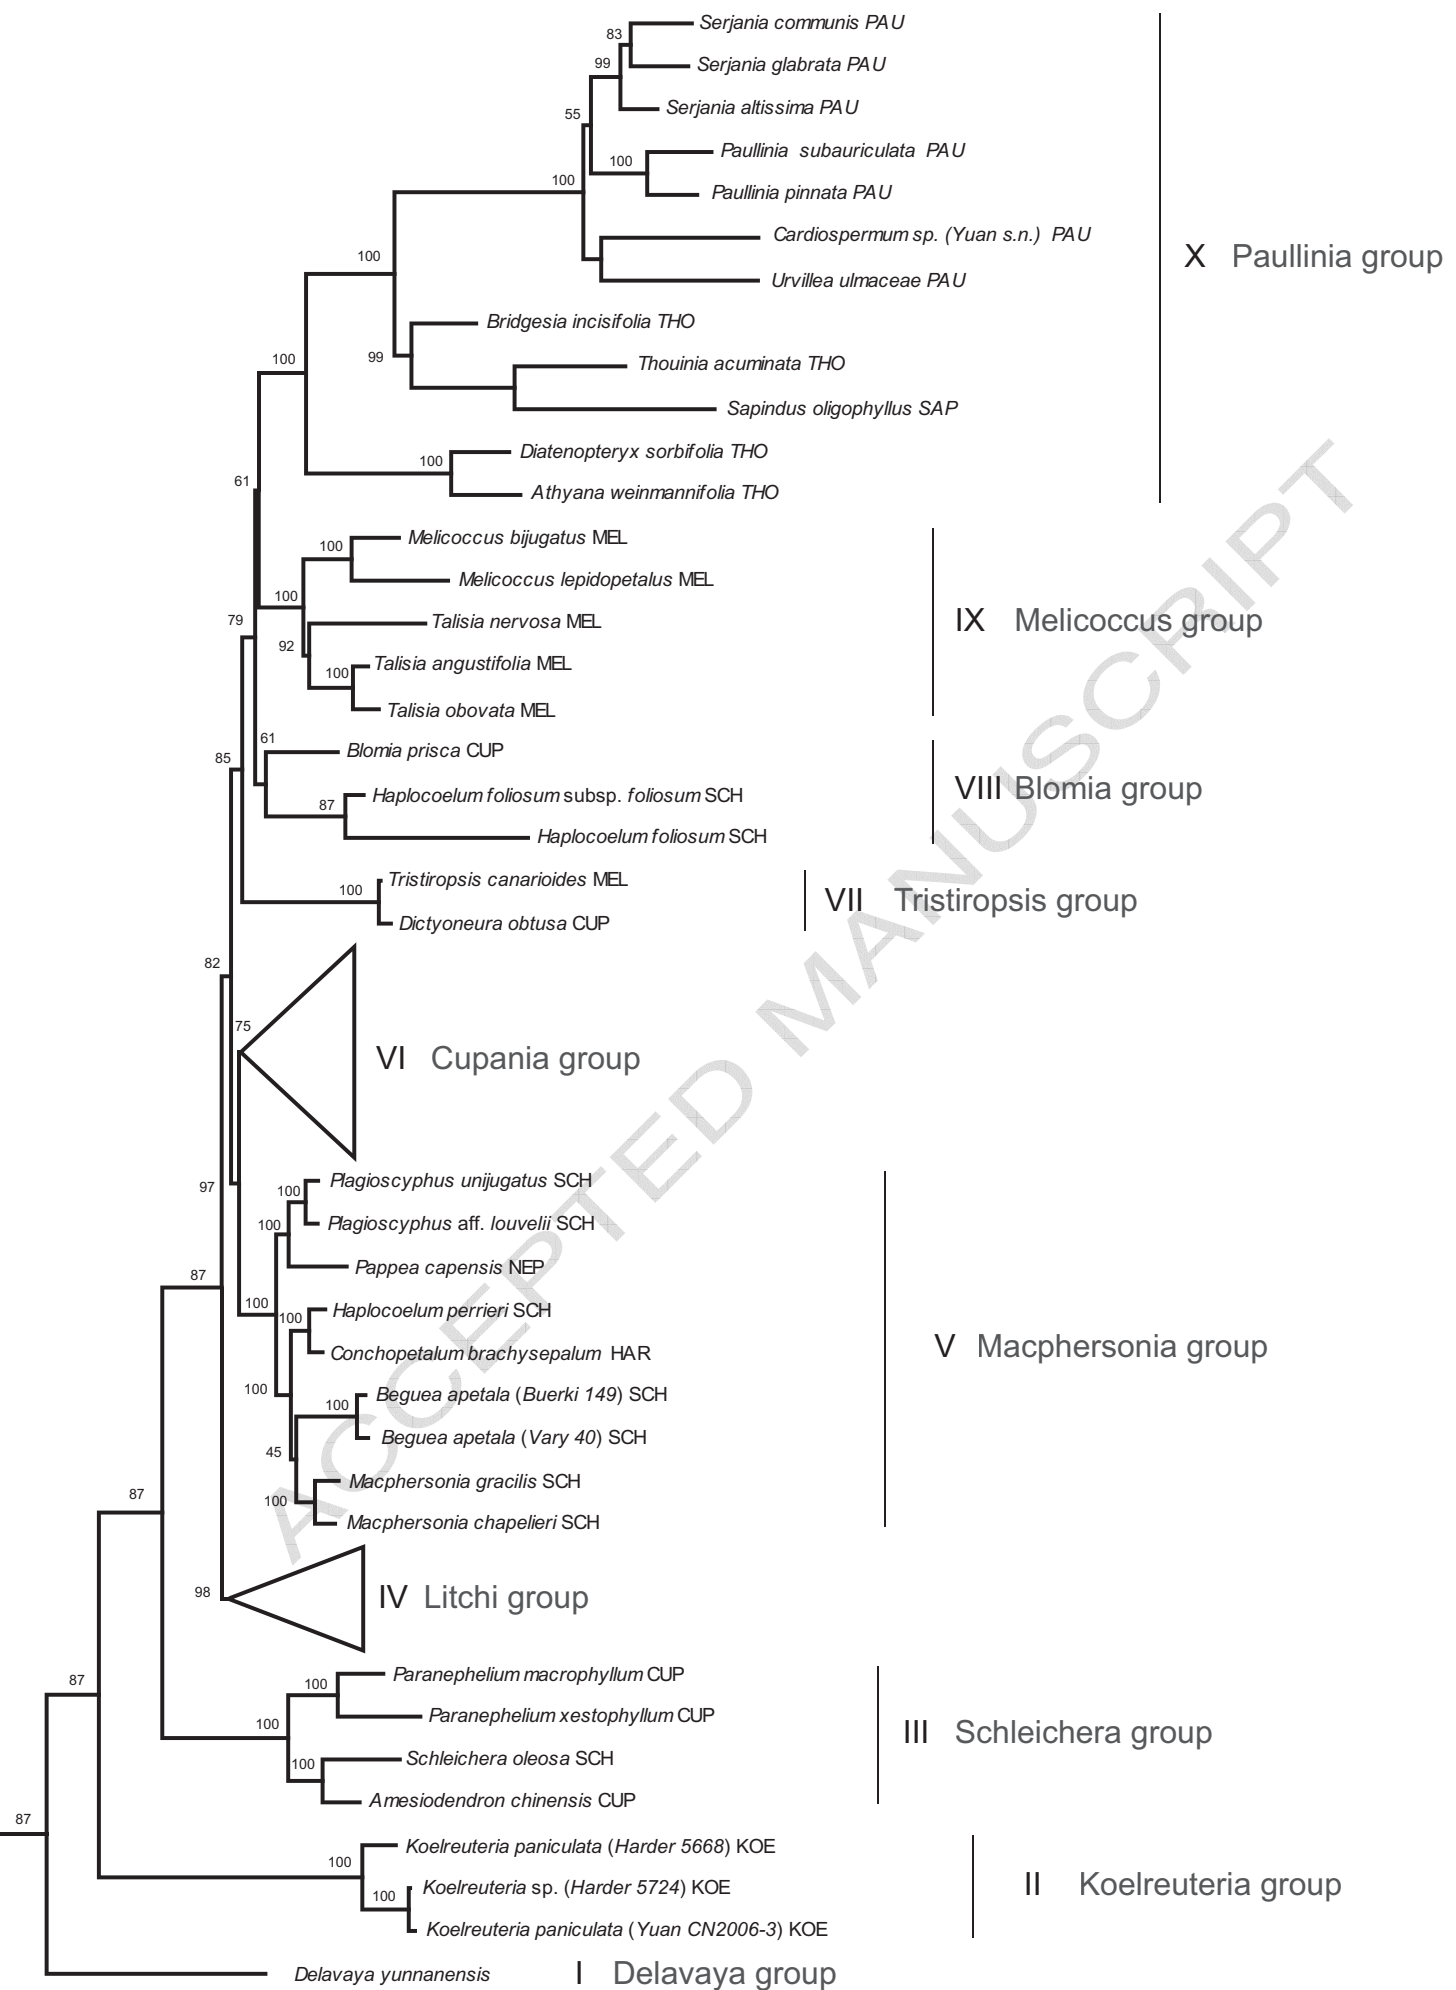 Serjania communis PAU
83
Serjania glabrata PAU
99
Serjania altissima PAU
55
Paullinia subauriculata PAU
100
Paullinia pinnata PAU
100
Cardiospermum sp. (Yuan s.n.) PAU
X Paullinia group
100
Urvillea ulmaceae PAU
Bridgesia incisifolia THO
99
100
Thouinia acuminata THO
Sapindus oligophyllus SAP
Diatenopteryx sorbifolia THO
100
61
Athyana weinmannifolia THO
Melicoccus bijugatus MEL
100
Melicoccus lepidopetalus MEL
100
79
Talisia nervosa MEL
IX Melicoccus group
92
Talisia angustifolia MEL
100
Talisia obovata MEL
61
Blomia prisca CUP
85
VIII Blomia group
Haplocoelum foliosum subsp. foliosum SCH
87
Haplocoelum foliosum SCH
Tristiropsis canarioides MEL
100
VII Tristiropsis group
Dictyoneura obtusa CUP
82
75
VI Cupania group
Plagioscyphus unijugatus SCH
97
100
Plagioscyphus aff. louvelii SCH
100
Pappea capensis NEP
87
100
Haplocoelum perrieri SCH
100
V Macphersonia group
Conchopetalum brachysepalum HAR
100
Beguea apetala (Buerki 149) SCH
100
Beguea apetala (Vary 40) SCH
45
Macphersonia gracilis SCH
87
100
Macphersonia chapelieri SCH
98
IV Litchi group
Paranephelium macrophyllum CUP
87
100
Paranephelium xestophyllum CUP
100
III Schleichera group
Schleichera oleosa SCH
100
Amesiodendron chinensis CUP
87
Koelreuteria paniculata (Harder 5668) KOE
100
Koelreuteria sp. (Harder 5724) KOE
100
II Koelreuteria group
Koelreuteria paniculata (Yuan CN2006-3) KOE
Delavaya yunnanensis
I Delavaya group
ACCEPTED MANUSCRIPT